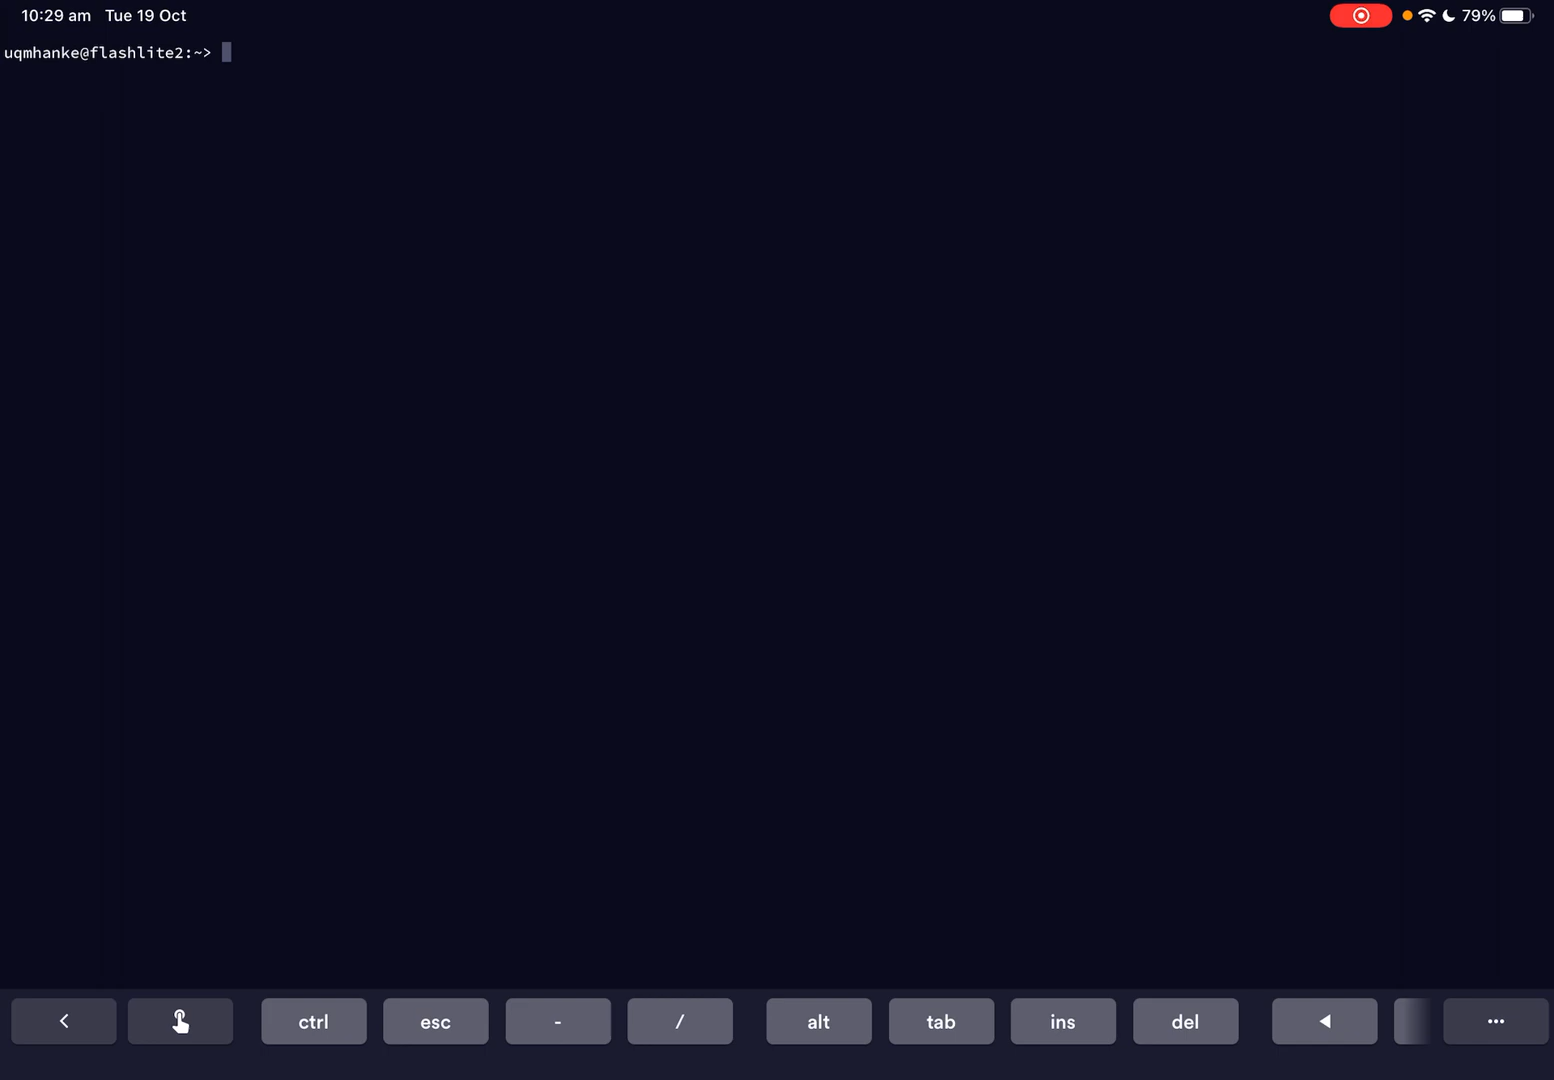 10:29 am Tue 19 Oct 79%
uqmhanke@flashlite2:~>
ctrl esc - / alt tab ins del ...